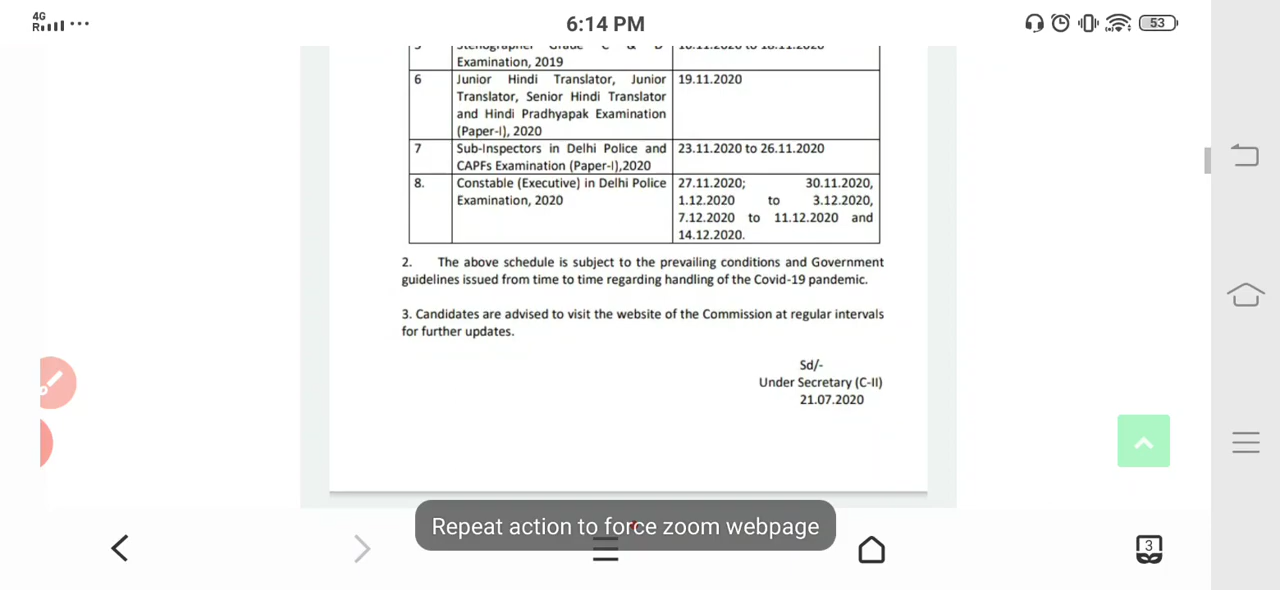 4G
R
6:14 PM
53
Stenographer Grade C & D
Examination, 2019
6 Junior Hindi Translator, Junior 19.11.2020
Translator, Senior Hindi Translator
and Hindi Pradhyapak Examination
(Paper-I), 2020
7 Sub-Inspectors in Delhi Police and 23.11.2020 to 26.11.2020
CAPFs Examination (Paper-I),2020
8. Constable (Executive) in Delhi Police 27.11.2020; 30.11.2020,
Examination, 2020 1.12.2020 to 3.12.2020,
7.12.2020 to 11.12.2020 and
14.12.2020.
2. The above schedule is subject to the prevailing conditions and Government
guidelines issued from time to time regarding handling of the Covid-19 pandemic.
3. Candidates are advised to visit the website of the Commission at regular intervals
for further updates.
Sd/-
Under Secretary (C-II)
21.07.2020
Repeat action to force zoom webpage
3